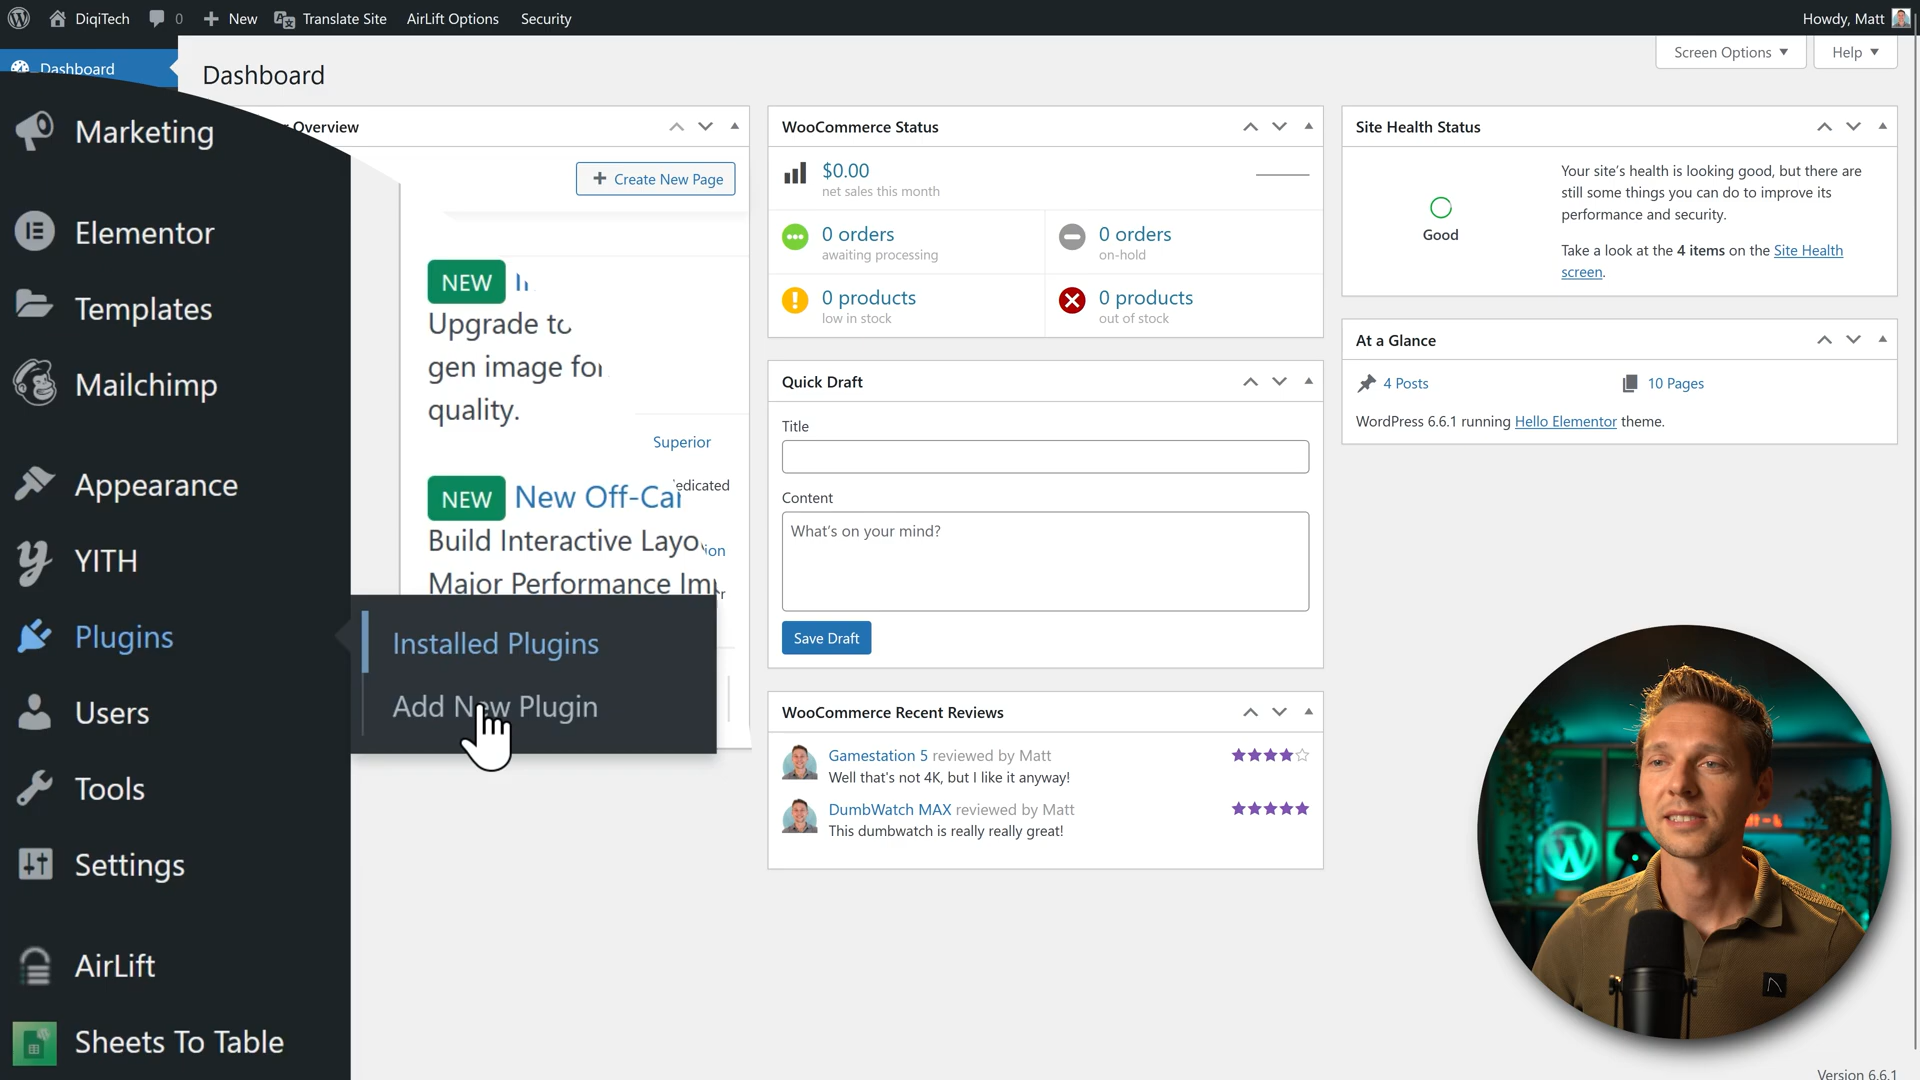 DiqiTech
0
New
Translate Site
AirLift Options
Security
Howdy, Matt
Dashboard
Marketing
Elementor
Templates
Mailchimp
Appearance
YITH
Plugins
Users
Tools
Settings
AirLift
Sheets To Table
Installed Plugins
Add New Plugin
Dashboard
Screen Options
Help
Overview
Create New Page
NEW
Upgrade to
gen image for
quality.
Superior
NEW New Off-Can
Build Interactive Layo
Major Performance Im
WooCommerce Status
$0.00
net sales this month
0 orders
awaiting processing
0 orders
on-hold
0 products
low in stock
0 products
out of stock
Quick Draft
Title
Content
What's on your mind?
Save Draft
WooCommerce Recent Reviews
Gamestation 5 reviewed by Matt
Well that's not 4K, but I like it anyway!
DumbWatch MAX reviewed by Matt
This dumbwatch is really really great!
Site Health Status
Good
Your site's health is looking good, but there are
still some things you can do to improve its
performance and security.
Take a look at the 4 items on the Site Health
screen.
At a Glance
4 Posts
10 Pages
WordPress 6.6.1 running Hello Elementor theme.
Version 6.6.1